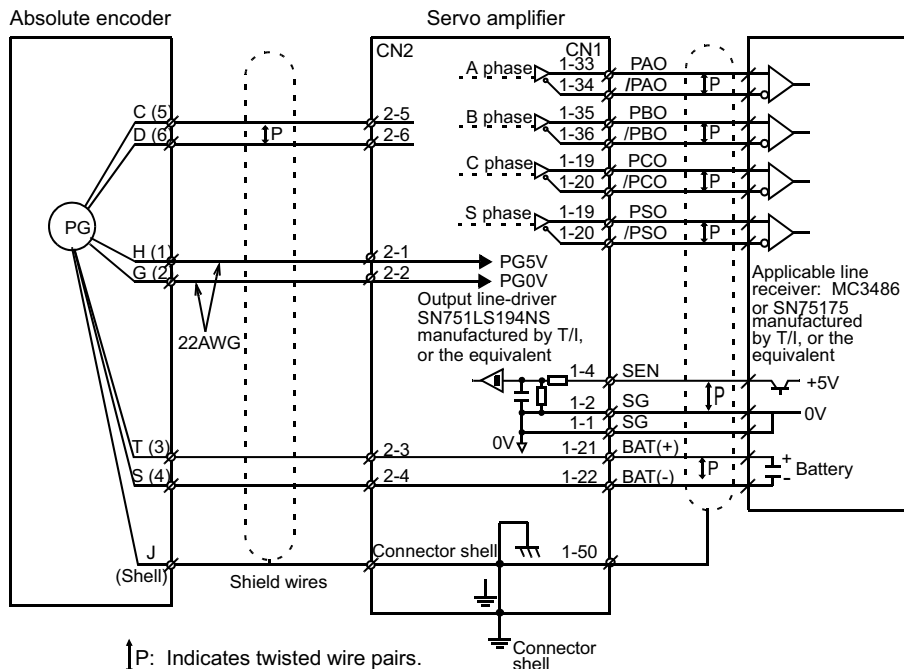 Absolute encoder
Servo amplifier
CN2
CN1
A phase
1-33
PAO
1-34
/PAO
P
C (5)
2-5
B phase
1-35
PBO
D (6)
P
2-6
1-36
/PBO
P
C phase
1-19
PCO
1-20
/PCO
P
PG
S phase
1-19
PSO
1-20
/PSO
P
H (1)
2-1
PG5V
G (2)
2-2
PG0V
22AWG
Output line-driver
SN751LS194NS
manufactured by T/I,
or the equivalent
Applicable line
receiver: MC3486
or SN75175
manufactured
by T/I, or the
equivalent
1-4
SEN
+5V
P
1-2
SG
0V
1-1
SG
0V
T (3)
2-3
1-21
BAT(+)
+
P
Battery
S (4)
2-4
1-22
BAT(-)
-
J
(Shell)
Shield wires
Connector shell
1-50
Connector
shell
P: Indicates twisted wire pairs.